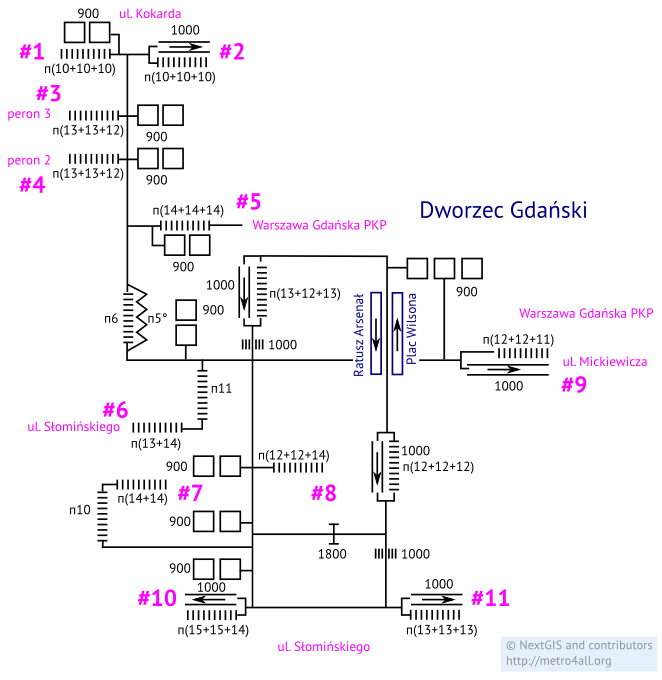 ul. Kokarda
900
1000
#1
#2
п(10+10+10)
п(10+10+10)
#3
peron 3
п(13+13+12)
900
peron 2
п(13+13+12)
900
#4
#5
п(14+14+14)
Warszawa Gdańska PKP
900
Dworzec Gdański
1000
п(13+12+13)
900
п6
п5°
900
Ratusz Arsenał
Plac Wilsona
Warszawa Gdańska PKP
п(12+12+11)
ul. Mickiewicza
1000
#9
1000
п11
#6
ul. Słomińskiego
п(13+14)
1000
п(12+12+12)
900
п(12+12+14)
#8
#7
п(14+14)
п10
900
1800
1000
900
1000
#10
п(15+15+14)
1000
#11
п(13+13+13)
ul. Słomińskiego
© NextGIS and contributors
http://metro4all.org